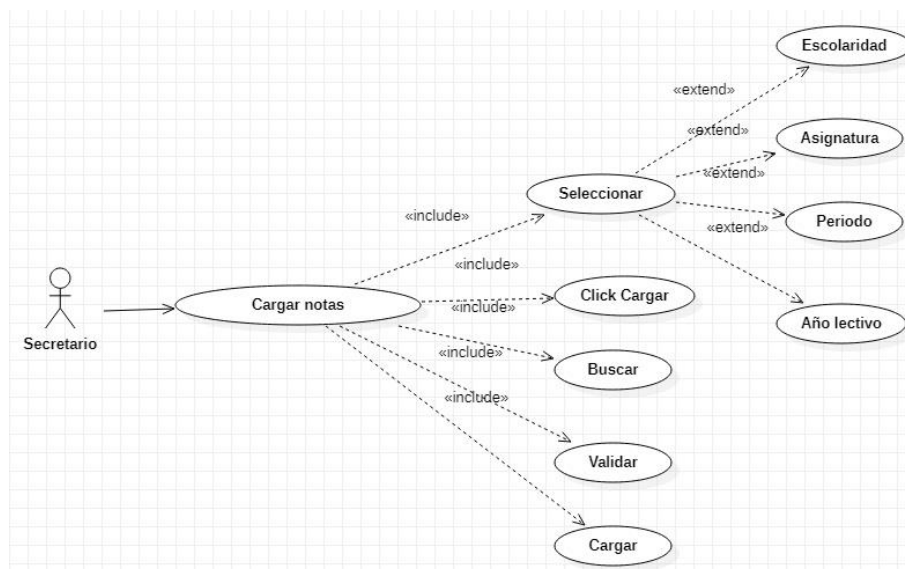 Escolaridad
«extend»
«extend»
Asignatura
«extend»
Seleccionar
«include»
Periodo
«extend»
«include»
Click Cargar
Cargar notas
«include»
Año lectivo
Secretario
«include»
Buscar
«include»
Validar
Cargar